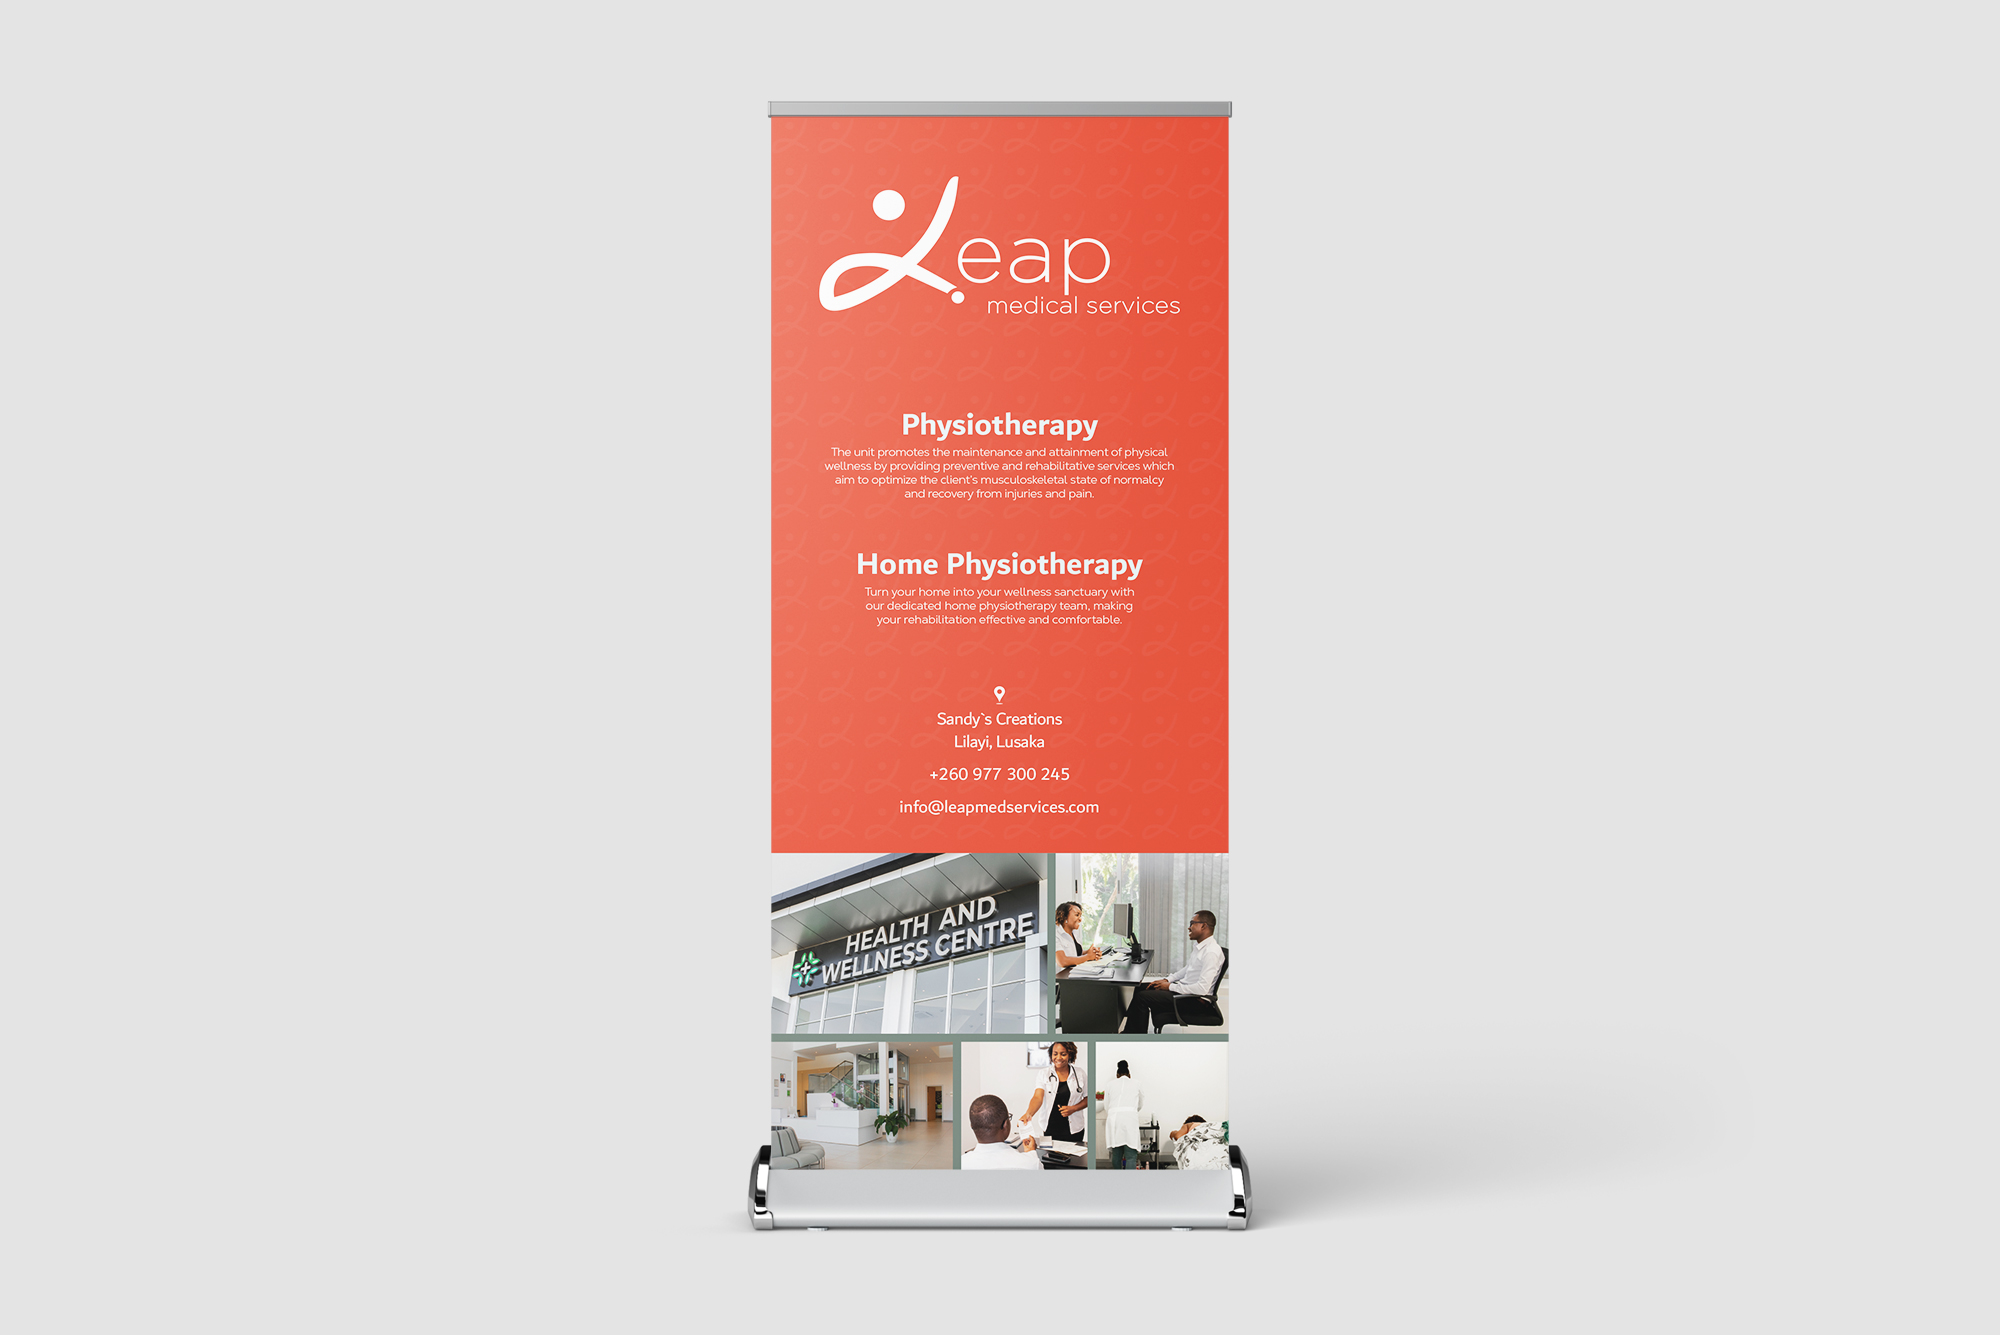 Leap
medical services
Physiotherapy
The unit promotes the maintenance and attainment of physical
wellness by providing preventive and rehabilitative services which
aim to optimize the client's musculoskeletal state of normalcy
and recovery from injuries and pain.
Home Physiotherapy
Turn your home into your wellness sanctuary with
our dedicated home physiotherapy team, making
your rehabilitation effective and comfortable.
Sandy`s Creations
Lilayi, Lusaka
+260 977 300 245
info@leapmedservices.com
HEALTH AND
WELLNESS CENTRE